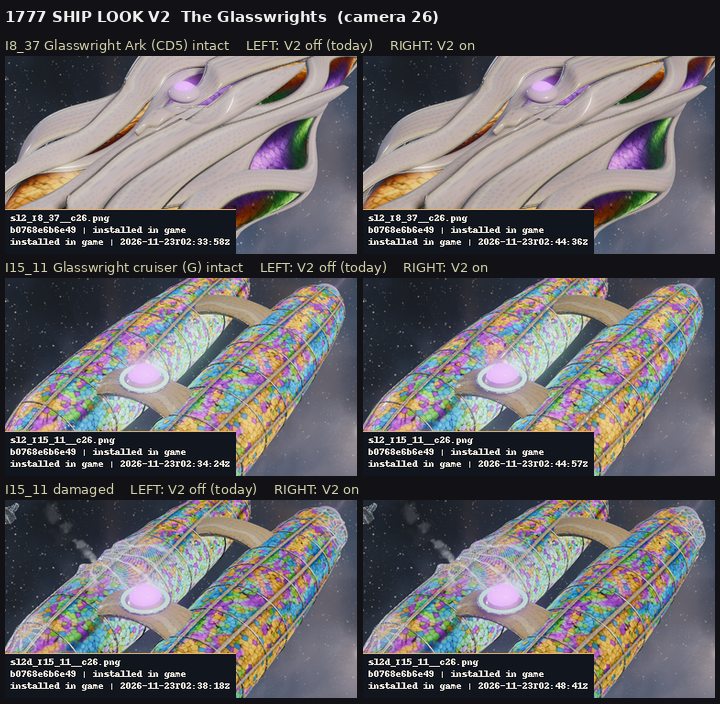 1777 SHIP LOOK V2  The Glasswrights  (camera 26)
I8_37 Glasswright Ark (CD5) intact    LEFT: V2 off (today)    RIGHT: V2 on
sl2_I8_37__c26.png
b0768e6b6e49 | installed in game
installed in game | 2026-11-23T02:33:58Z
sl2_I8_37__c26.png
b0768e6b6e49 | installed in game
installed in game | 2026-11-23T02:44:36Z
I15_11 Glasswright cruiser (G) intact    LEFT: V2 off (today)    RIGHT: V2 on
sl2_I15_11__c26.png
b0768e6b6e49 | installed in game
installed in game | 2026-11-23T02:34:24Z
sl2_I15_11__c26.png
b0768e6b6e49 | installed in game
installed in game | 2026-11-23T02:44:57Z
I15_11 damaged    LEFT: V2 off (today)    RIGHT: V2 on
sl2d_I15_11__c26.png
b0768e6b6e49 | installed in game
installed in game | 2026-11-23T02:38:18Z
sl2d_I15_11__c26.png
b0768e6b6e49 | installed in game
installed in game | 2026-11-23T02:48:41Z